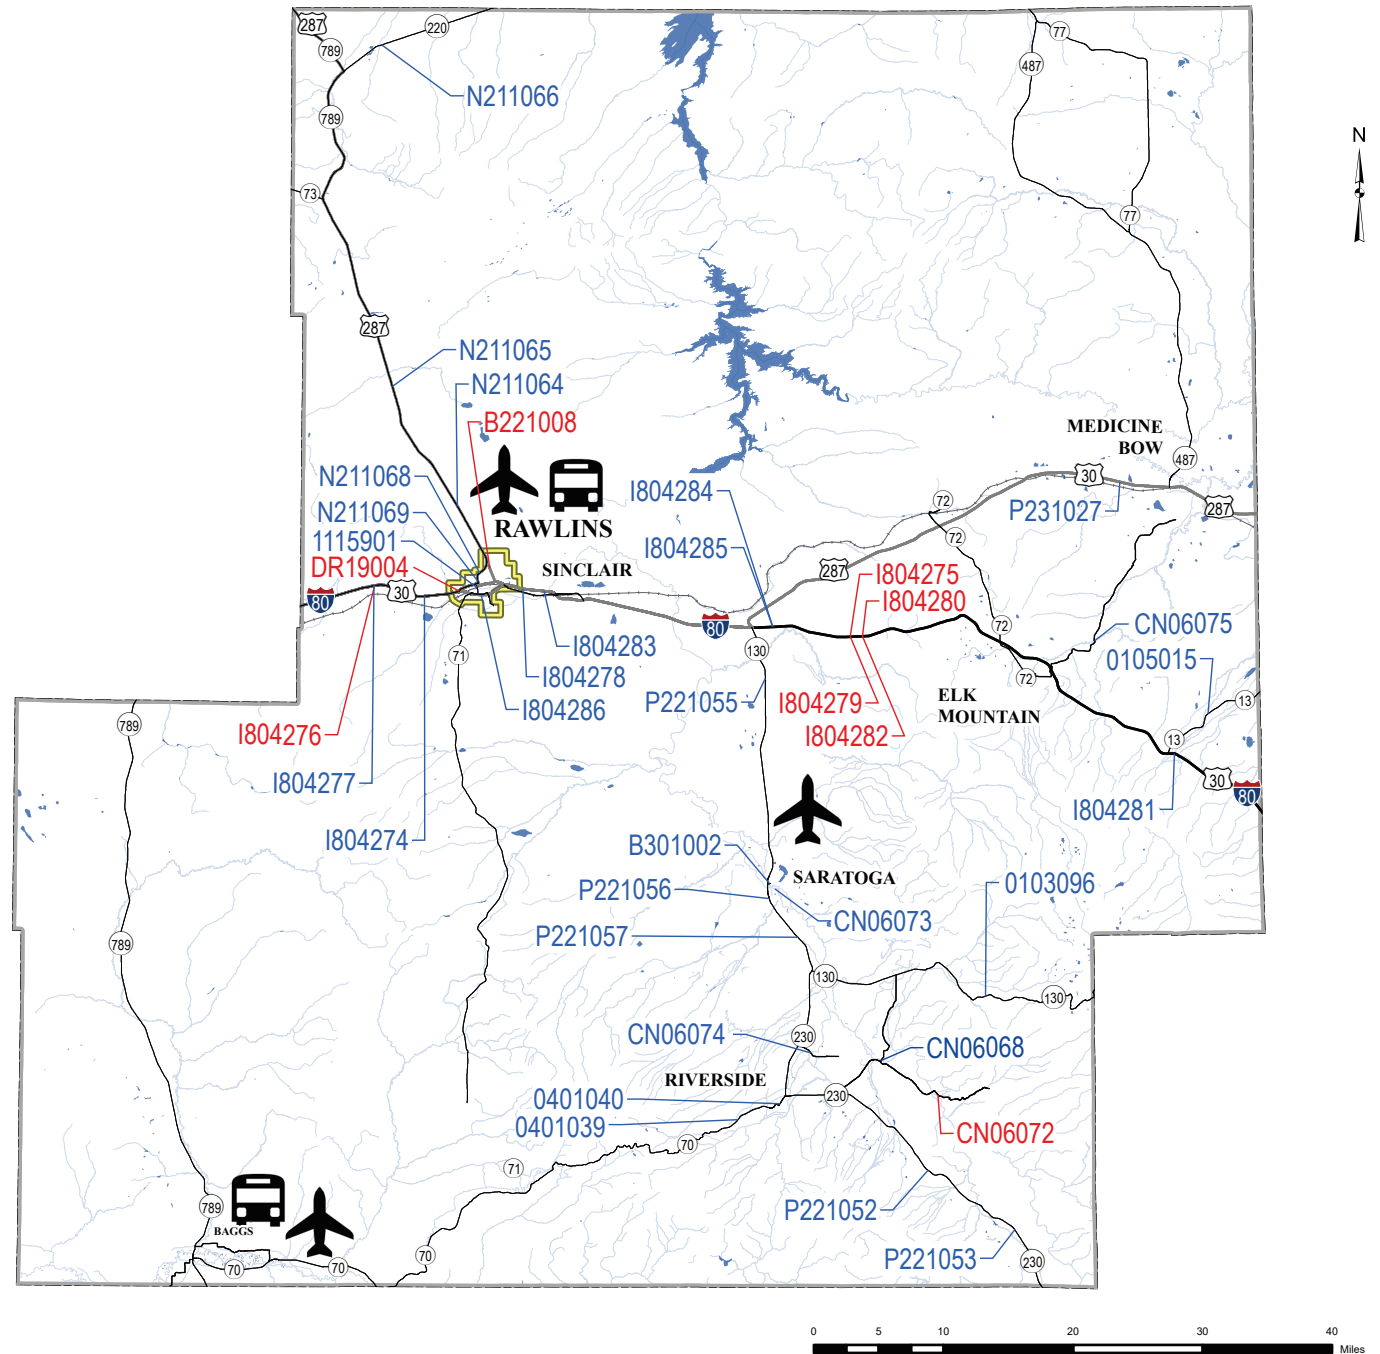 287
220
77
789
487
N211066
N
789
73
77
287
N211065
N211064
B221008
MEDICINE
BOW
N211068
487
I804284
30
N211069
RAWLINS
72
P231027
287
1115901
I804285
72
DR19004
SINCLAIR
287
I804275
30
80
I804280
80
72
CN06075
I804283
130
71
0105015
I804278
72
P221055
I804279
ELK
MOUNTAIN
13
I804286
789
I804276
I804282
13
I804277
30
80
I804281
I804274
B301002
SARATOGA
0103096
P221056
CN06073
P221057
789
130
130
CN06074
230
CN06068
RIVERSIDE
0401040
230
0401039
CN06072
70
71
789
P221052
BAGGS
70
P221053
70
70
230
0
5
10
20
30
40
Miles